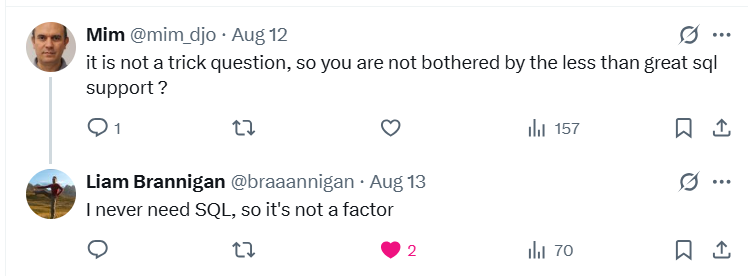 Mim @mim_djo · Aug 12
it is not a trick question, so you are not bothered by the less than great sql
support ?
1 157
Liam Brannigan @braaannigan · Aug 13
I never need SQL, so it's not a factor
2 70